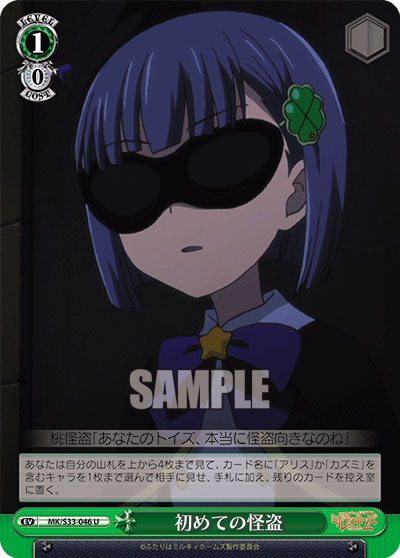 LEVEL
1
0
COST
SAMPLE
桃怪盗「あなたのトイズ、本当に怪盗向きなのね」
あなたは自分の山札を上から4枚まで見て、カード名に「アリス」か「カズミ」を
含むキャラを1枚まで選んで相手に見せ、手札に加え、残りのカードを控え室
に置く。
EV MK/S33-046 U
初めての怪盗
©ふたりはミルキィホームズ製作委員会